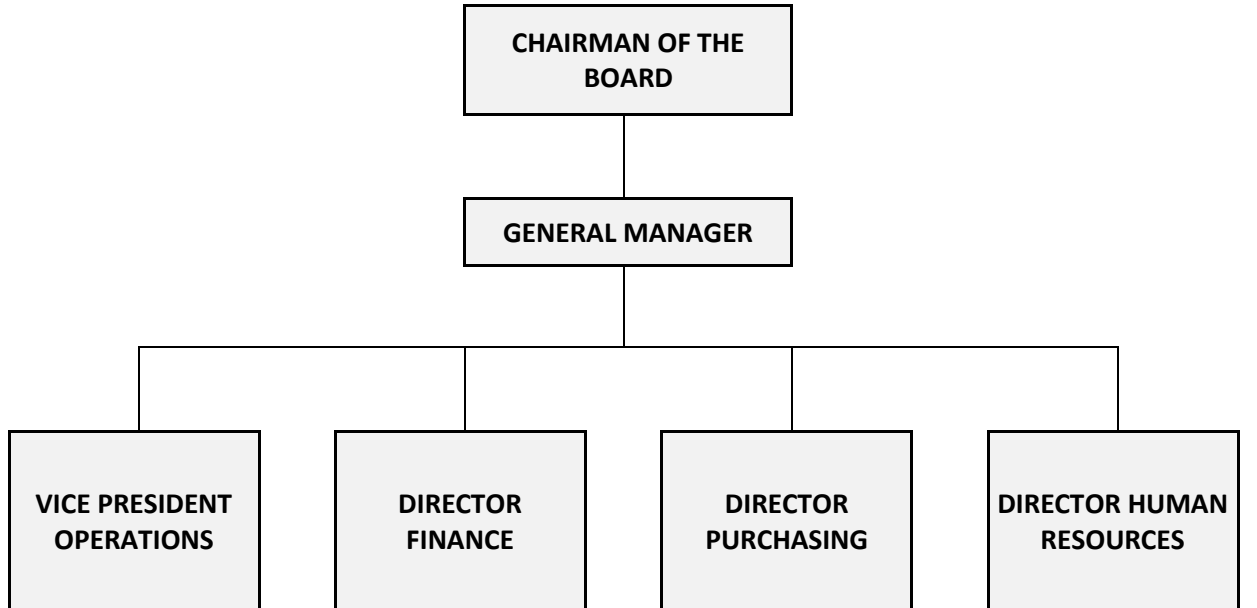 CHAIRMAN OF THE
BOARD
GENERAL MANAGER
VICE PRESIDENT
OPERATIONS
DIRECTOR
FINANCE
DIRECTOR
PURCHASING
DIRECTOR HUMAN
RESOURCES